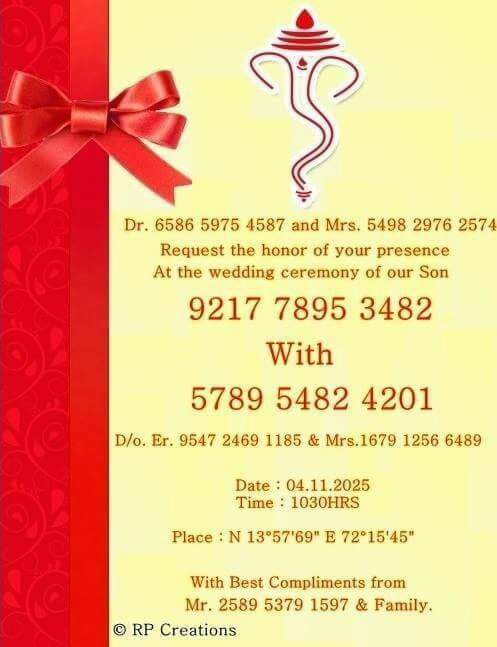 Dr. 6586 5975 4587 and Mrs. 5498 2976 2574
Request the honor of your presence
At the wedding ceremony of our Son
9217 7895 3482
With
5789 5482 4201
D/o. Er. 9547 2469 1185 & Mrs.1679 1256 6489
Date : 04.11.2025
Time : 1030HRS
Place : N 13°57'69" E 72°15'45"
With Best Compliments from
Mr. 2589 5379 1597 & Family.
© RP Creations